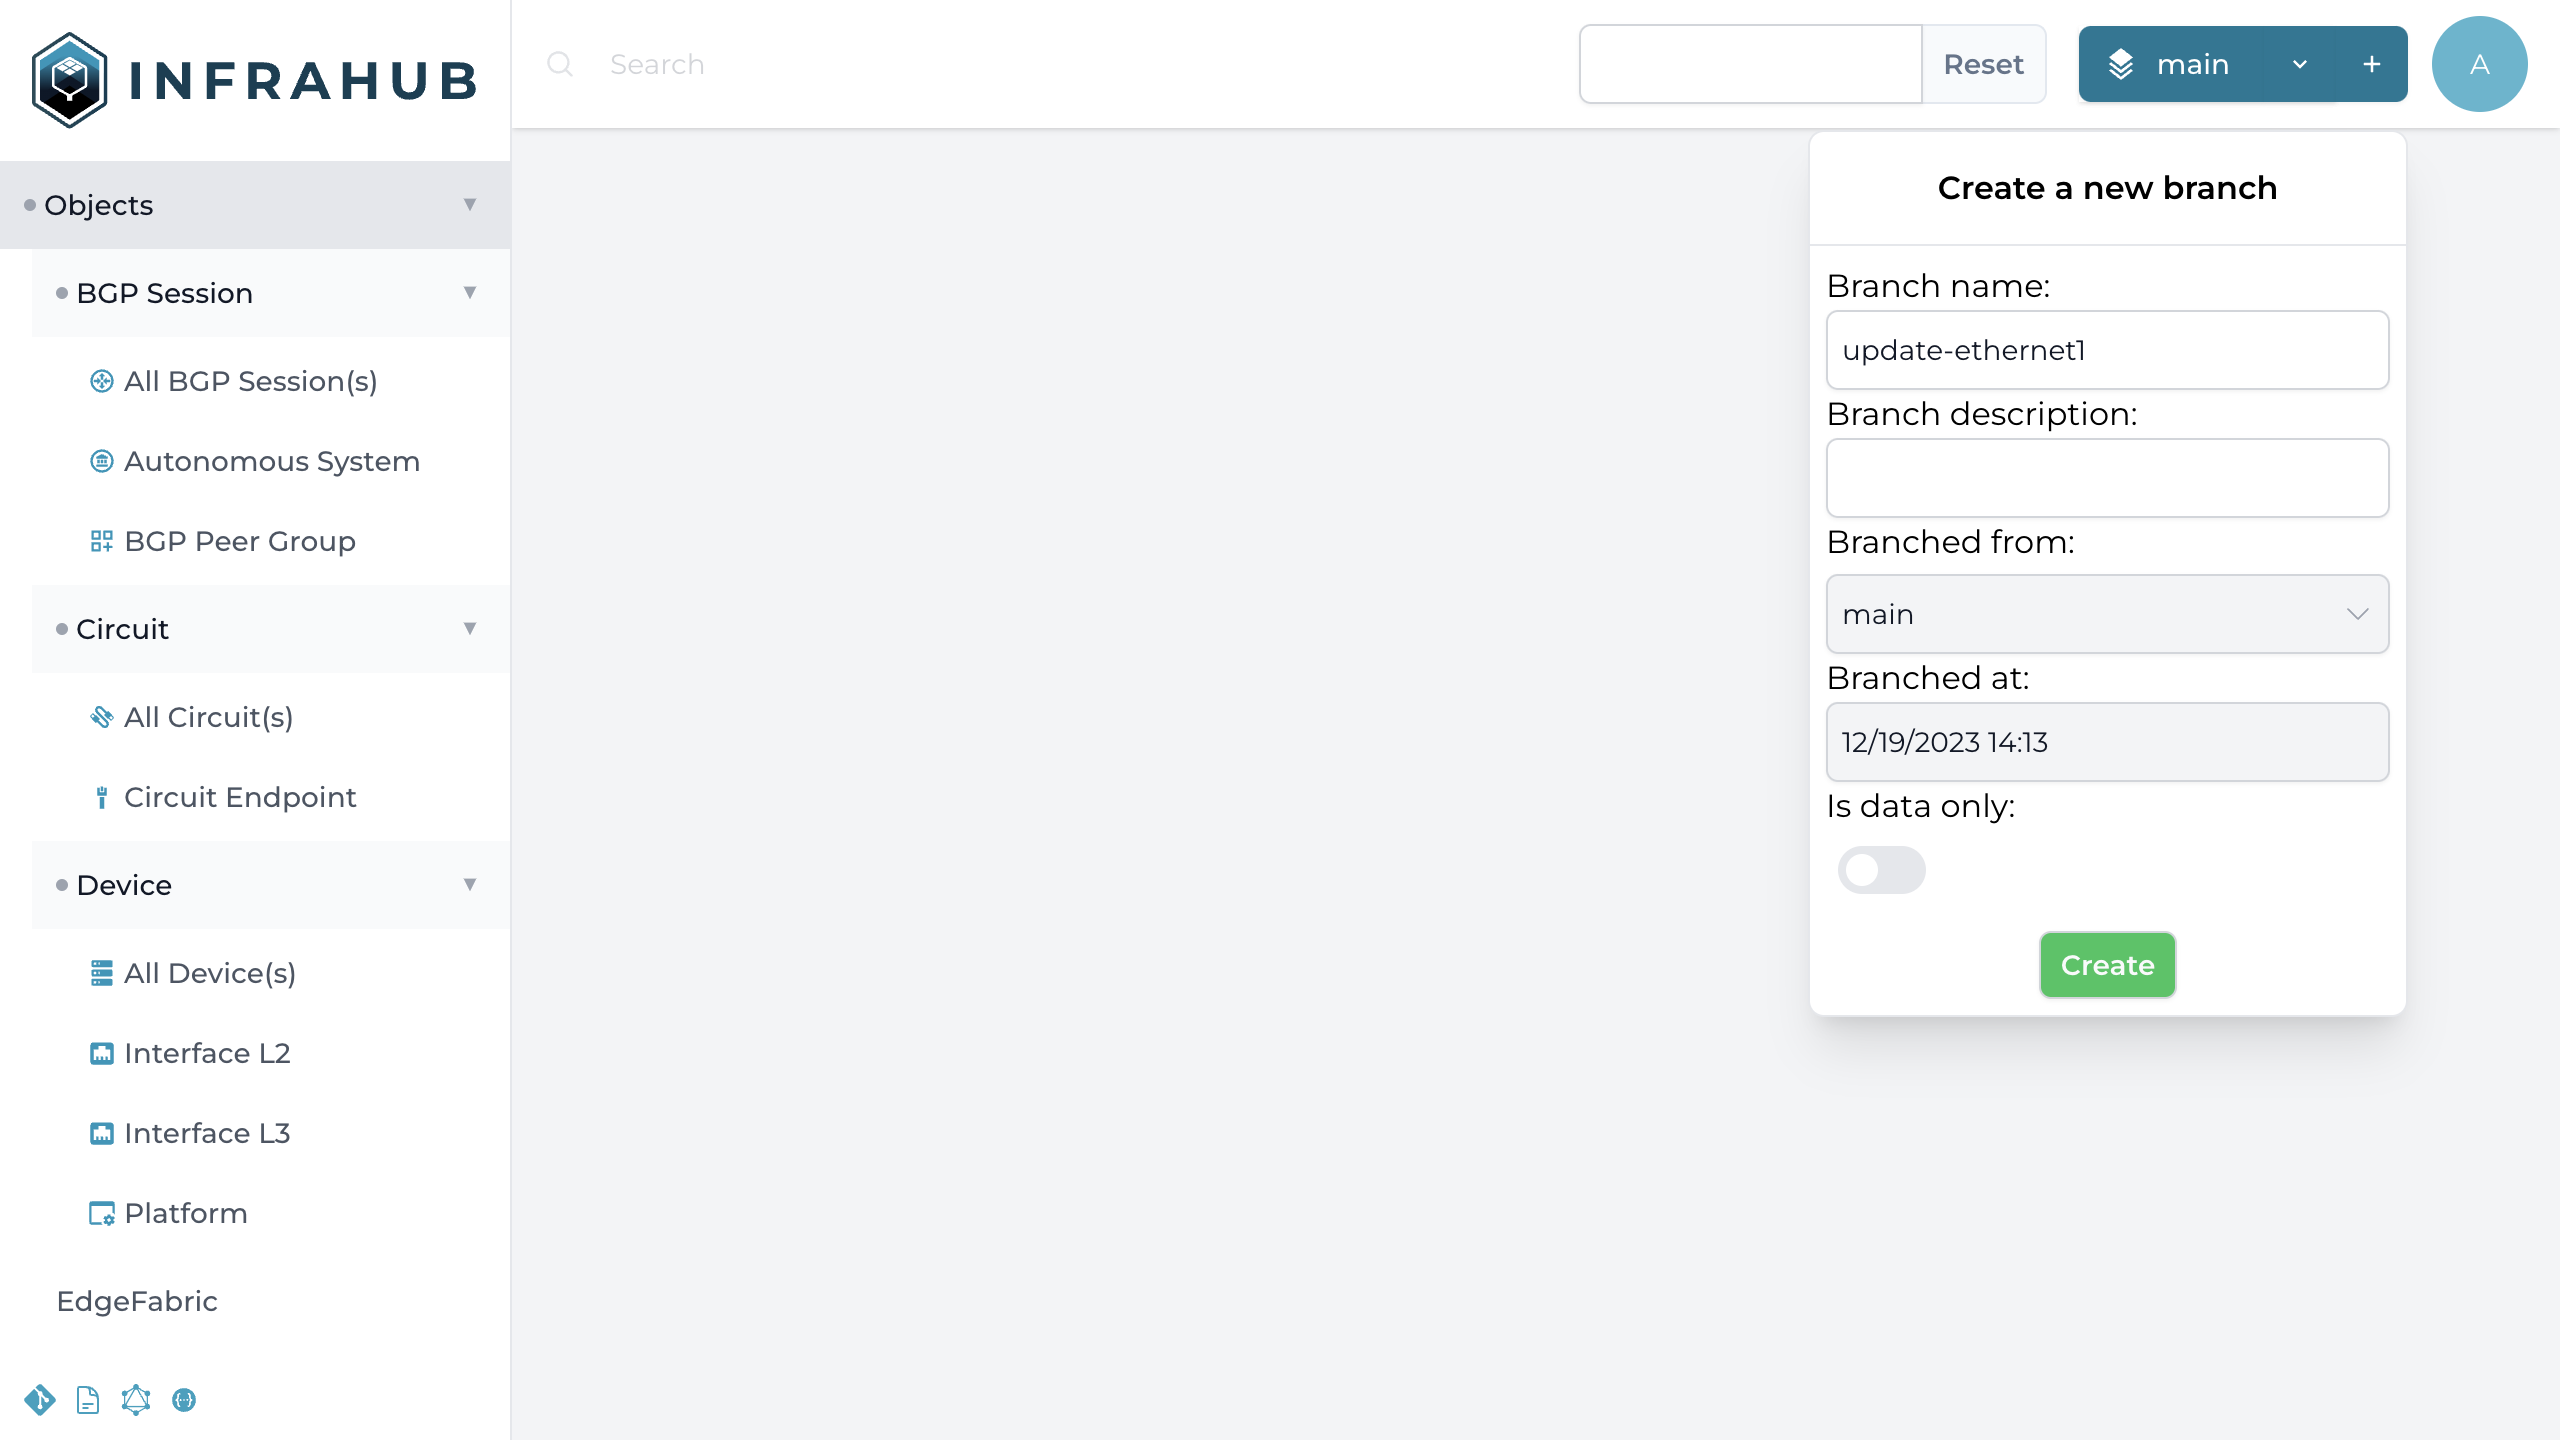 INFRAHUB
Search
Reset
main
+
A
Objects
BGP Session
All BGP Session(s)
Autonomous System
BGP Peer Group
Circuit
All Circuit(s)
Circuit Endpoint
Device
All Device(s)
Interface L2
Interface L3
Platform
EdgeFabric
Create a new branch
Branch name:
update-ethernet1
Branch description:
Branched from:
main
Branched at:
12/19/2023 14:13
Is data only:
Create